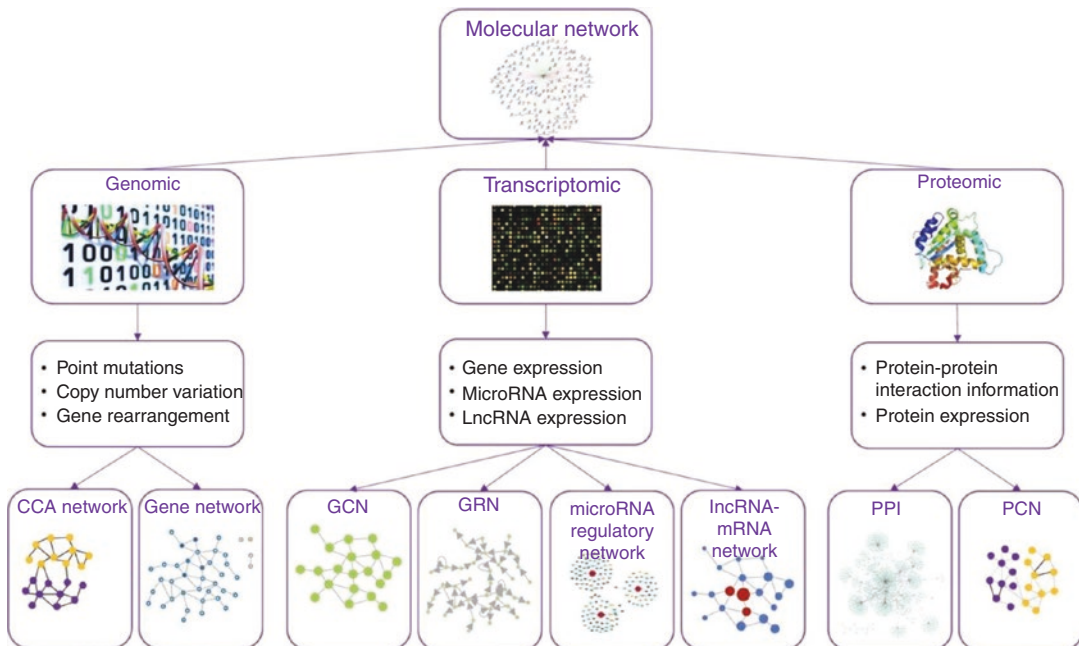 Molecular network
Genomic
Transcriptomic
Proteomic
• Point mutations
• Copy number variation
• Gene rearrangement
• Gene expression
• MicroRNA expression
• LncRNA expression
• Protein-protein
interaction information
• Protein expression
CCA network
Gene network
GCN
GRN
microRNA
regulatory
network
lncRNA-
mRNA
network
PPI
PCN